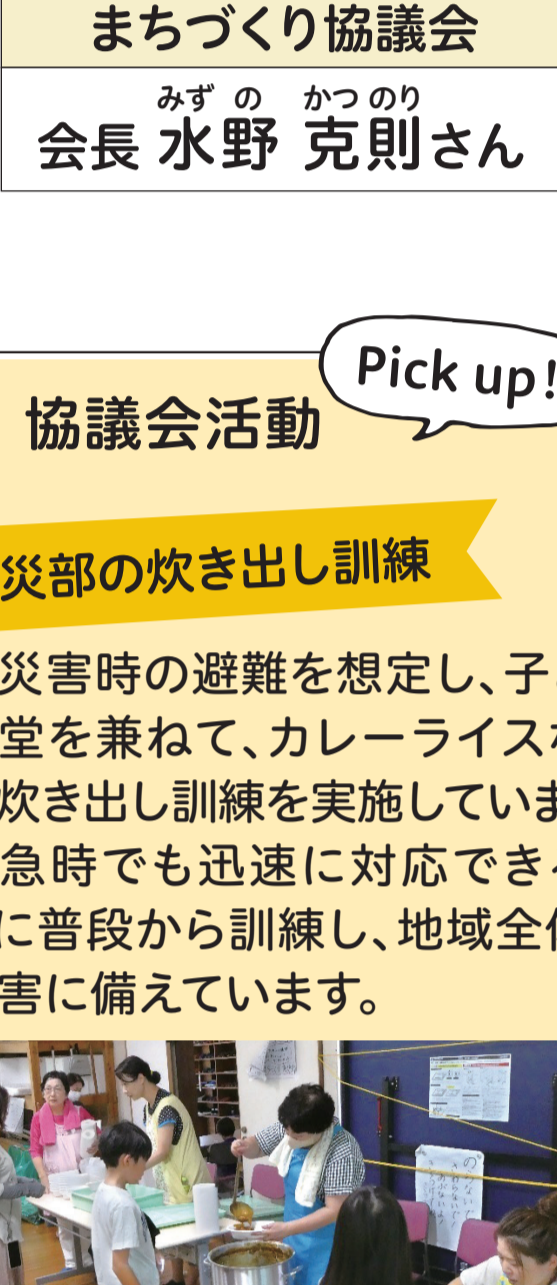 まちづくり協議会
みず の かつ のり
会長 水野 克則さん
Pick up!
協議会活動
災部の炊き出し訓練
災害時の避難を想定し、子
堂を兼ねて、カレーライス
炊き出し訓練を実施していま
急時でも迅速に対応でき
に普段から訓練し、地域全
害に備えています。